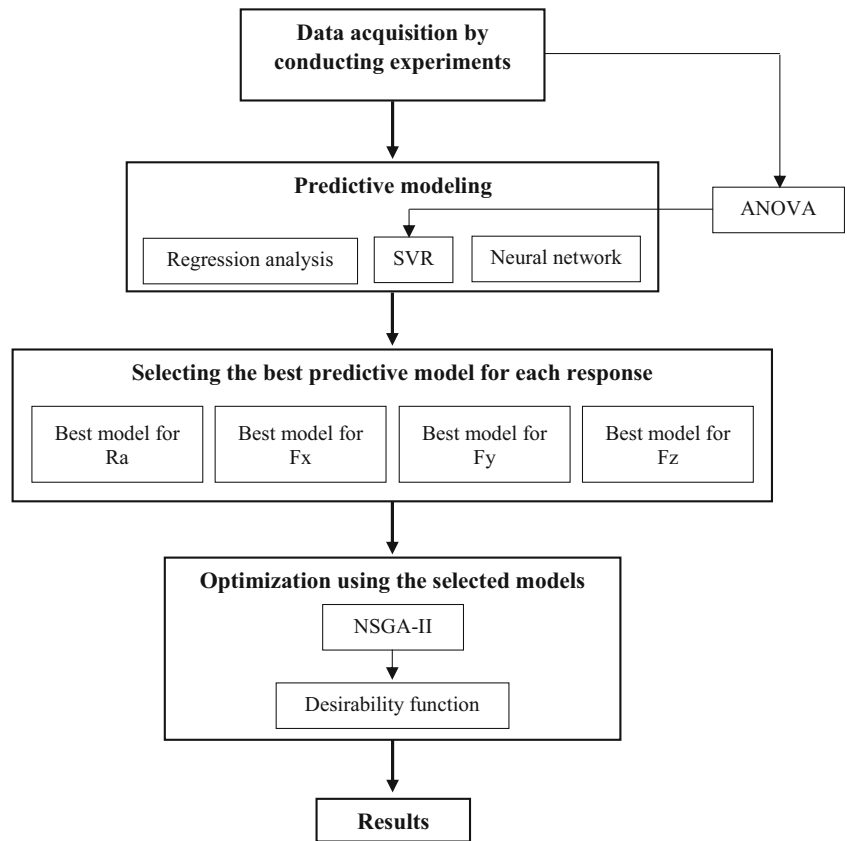 Data acquisition by
conducting experiments
Predictive modeling
ANOVA
Regression analysis
SVR
Neural network
Selecting the best predictive model for each response
Best model for
Ra
Best model for
Fx
Best model for
Fy
Best model for
Fz
Optimization using the selected models
NSGA-II
Desirability function
Results